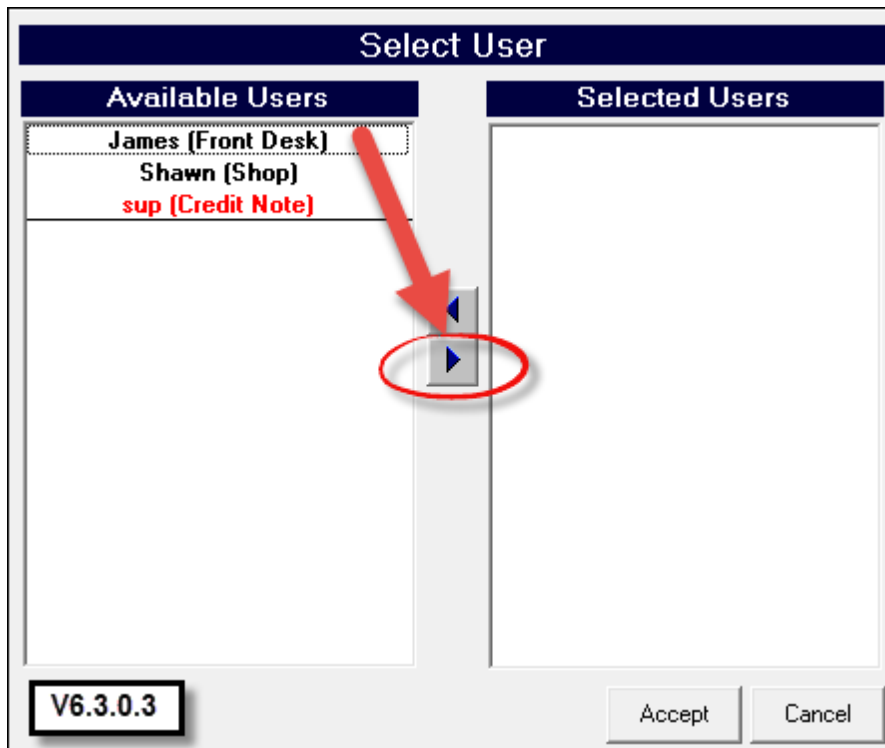 Select User
Available Users
Selected Users
James (Front Desk)
Shawn (Shop)
sup (Credit Note)
V6.3.0.3
Accept
Cancel